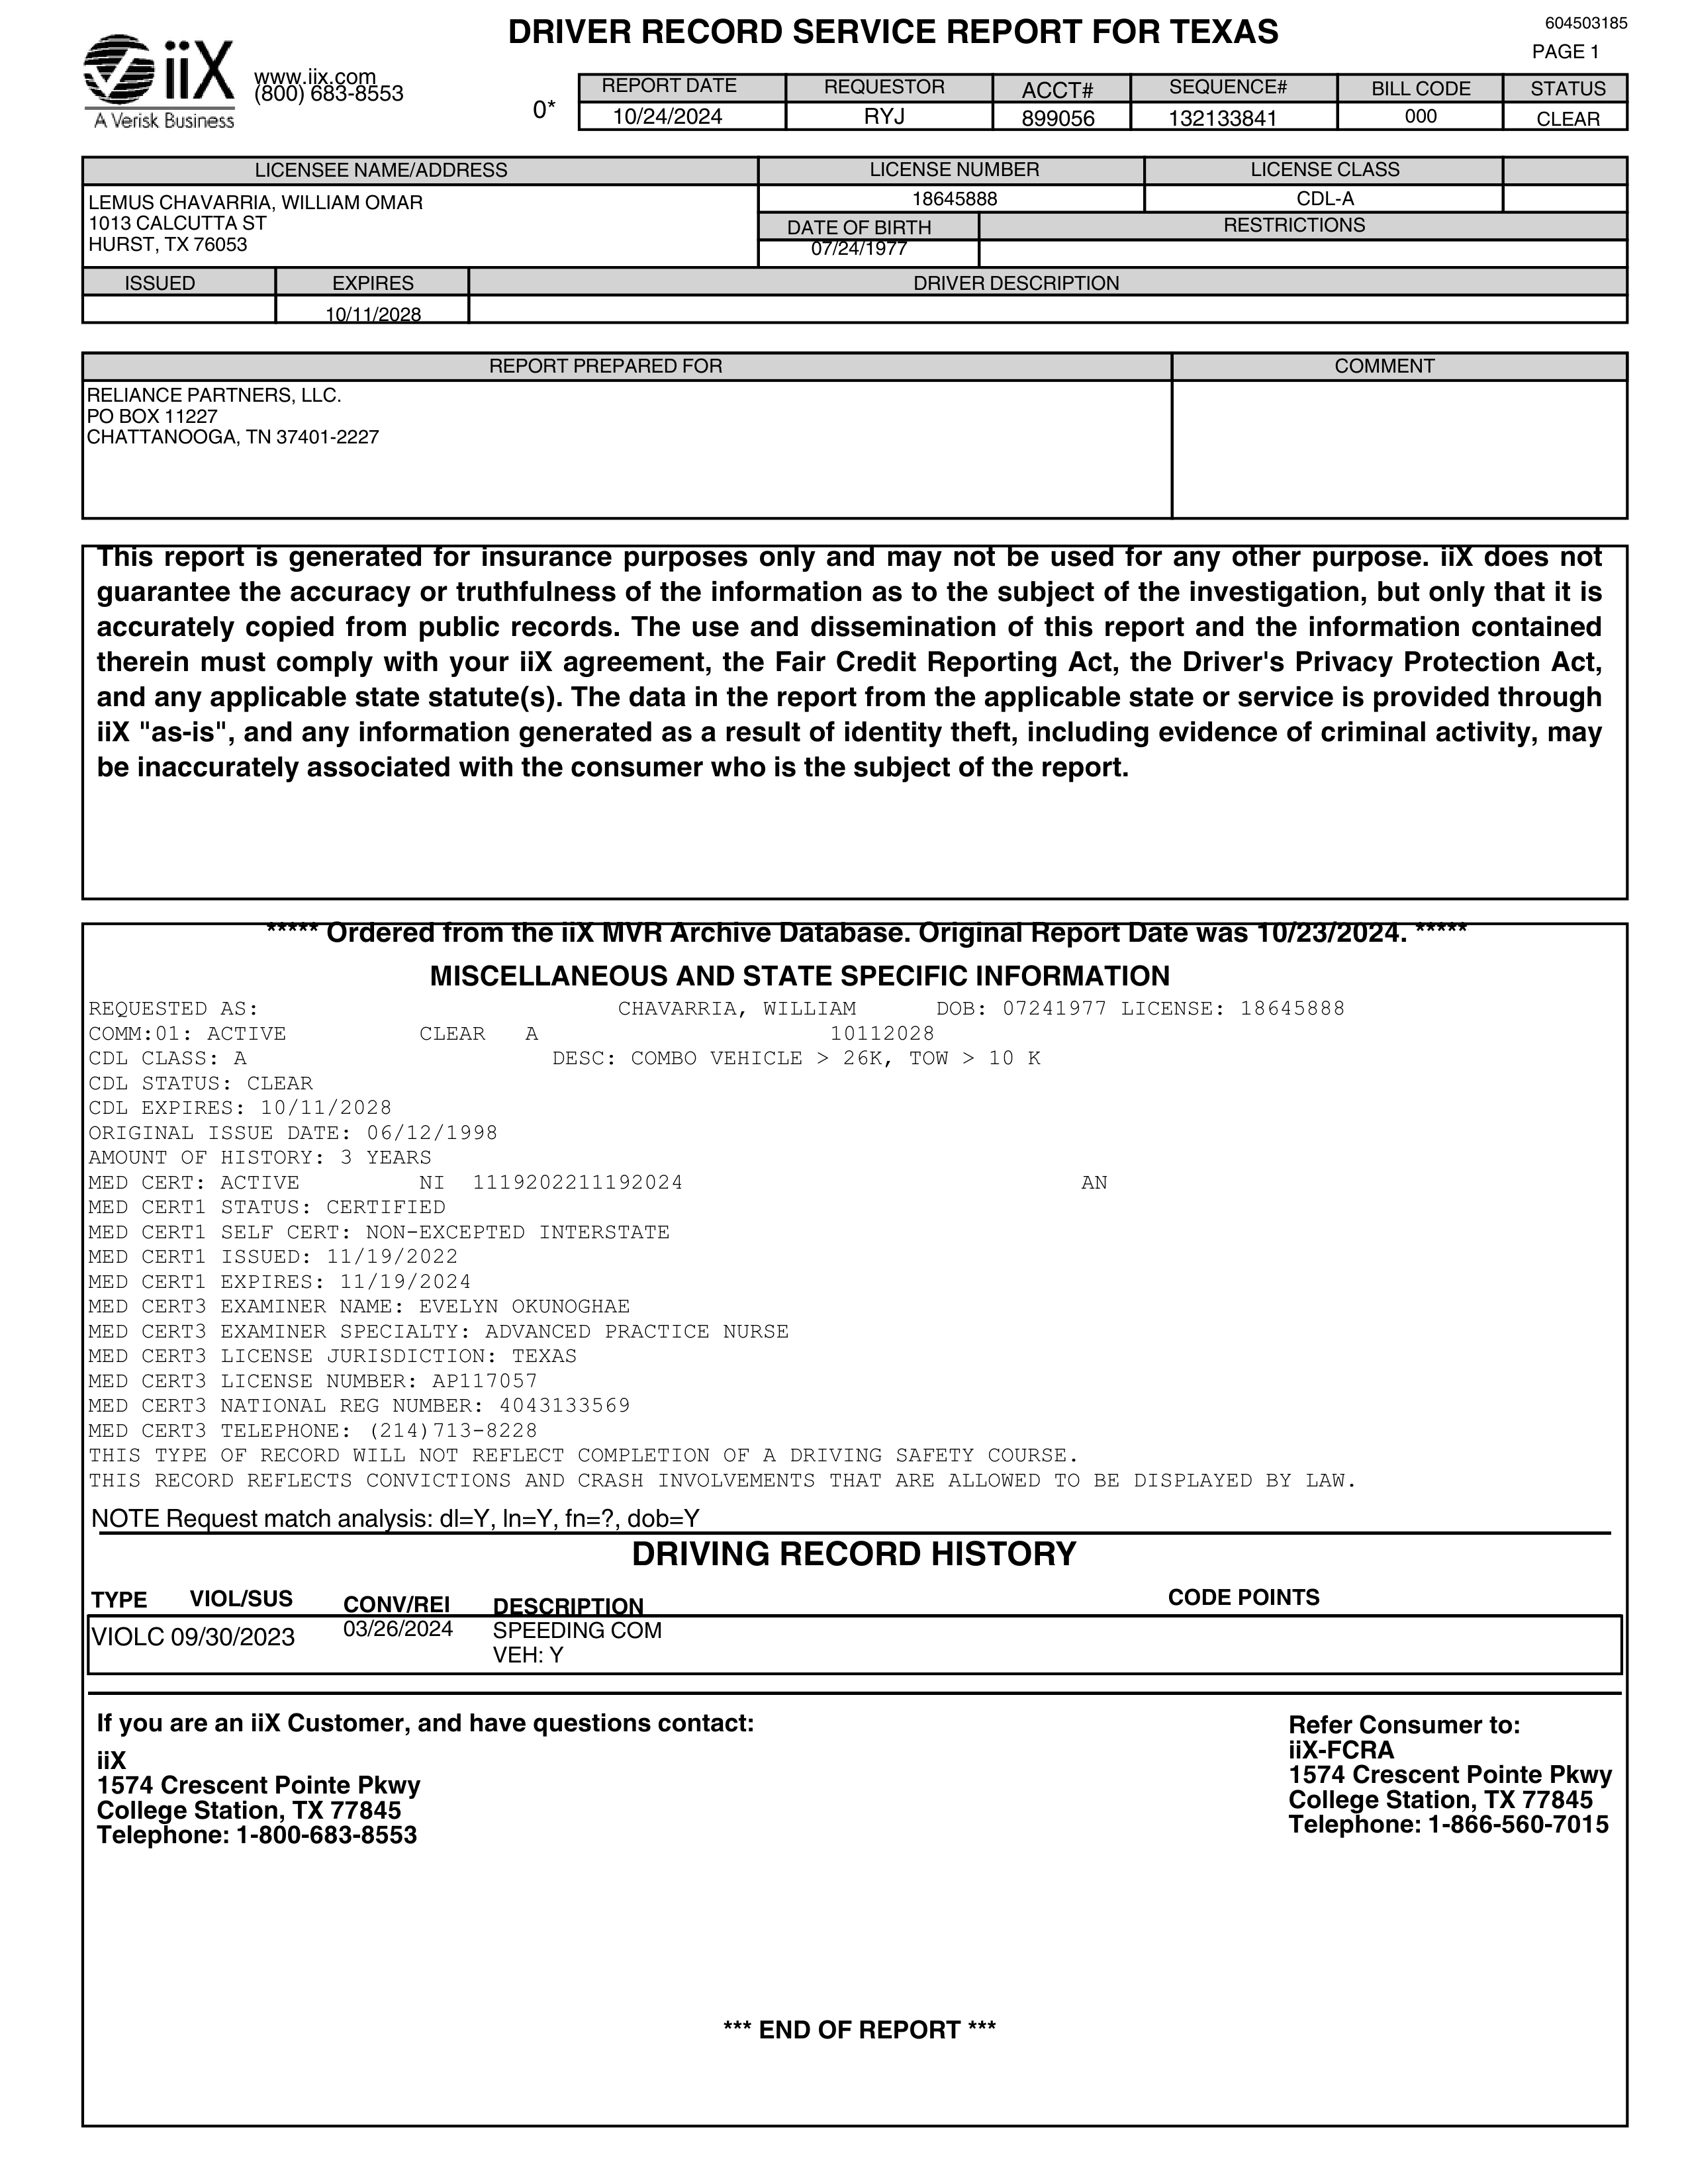 DRIVER RECORD SERVICE REPORT FOR TEXAS
604503185
PAGE 1
iiX
A Verisk Business
www.iix.com
(800) 683-8553
0*
REPORT DATE REQUESTOR ACCT# SEQUENCE# BILL CODE STATUS
10/24/2024 RYJ 899056 132133841 000 CLEAR
LICENSEE NAME/ADDRESS LICENSE NUMBER LICENSE CLASS
LEMUS CHAVARRIA, WILLIAM OMAR 18645888 CDL-A
1013 CALCUTTA ST DATE OF BIRTH RESTRICTIONS
HURST, TX 76053 07/24/1977
ISSUED EXPIRES DRIVER DESCRIPTION
10/11/2028
REPORT PREPARED FOR COMMENT
RELIANCE PARTNERS, LLC.
PO BOX 11227
CHATTANOOGA, TN 37401-2227
This report is generated for insurance purposes only and may not be used for any other purpose. iiX does not
guarantee the accuracy or truthfulness of the information as to the subject of the investigation, but only that it is
accurately copied from public records. The use and dissemination of this report and the information contained
therein must comply with your iiX agreement, the Fair Credit Reporting Act, the Driver's Privacy Protection Act,
and any applicable state statute(s). The data in the report from the applicable state or service is provided through
iiX "as-is", and any information generated as a result of identity theft, including evidence of criminal activity, may
be inaccurately associated with the consumer who is the subject of the report.
***** Ordered from the iiX MVR Archive Database. Original Report Date was 10/23/2024. *****
MISCELLANEOUS AND STATE SPECIFIC INFORMATION
REQUESTED AS: CHAVARRIA, WILLIAM DOB: 07241977 LICENSE: 18645888
COMM:01: ACTIVE CLEAR A 10112028
CDL CLASS: A DESC: COMBO VEHICLE > 26K, TOW > 10 K
CDL STATUS: CLEAR
CDL EXPIRES: 10/11/2028
ORIGINAL ISSUE DATE: 06/12/1998
AMOUNT OF HISTORY: 3 YEARS
MED CERT: ACTIVE NI 1119202211192024 AN
MED CERT1 STATUS: CERTIFIED
MED CERT1 SELF CERT: NON-EXCEPTED INTERSTATE
MED CERT1 ISSUED: 11/19/2022
MED CERT1 EXPIRES: 11/19/2024
MED CERT3 EXAMINER NAME: EVELYN OKUNOGHAE
MED CERT3 EXAMINER SPECIALTY: ADVANCED PRACTICE NURSE
MED CERT3 LICENSE JURISDICTION: TEXAS
MED CERT3 LICENSE NUMBER: AP117057
MED CERT3 NATIONAL REG NUMBER: 4043133569
MED CERT3 TELEPHONE: (214)713-8228
THIS TYPE OF RECORD WILL NOT REFLECT COMPLETION OF A DRIVING SAFETY COURSE.
THIS RECORD REFLECTS CONVICTIONS AND CRASH INVOLVEMENTS THAT ARE ALLOWED TO BE DISPLAYED BY LAW.
NOTE Request match analysis: dl=Y, ln=Y, fn=?, dob=Y
DRIVING RECORD HISTORY
TYPE VIOL/SUS CONV/REI DESCRIPTION CODE POINTS
VIOLC 09/30/2023 03/26/2024 SPEEDING COM
VEH: Y
If you are an iiX Customer, and have questions contact:
iiX
1574 Crescent Pointe Pkwy
College Station, TX 77845
Telephone: 1-800-683-8553
Refer Consumer to:
iiX-FCRA
1574 Crescent Pointe Pkwy
College Station, TX 77845
Telephone: 1-866-560-7015
*** END OF REPORT ***